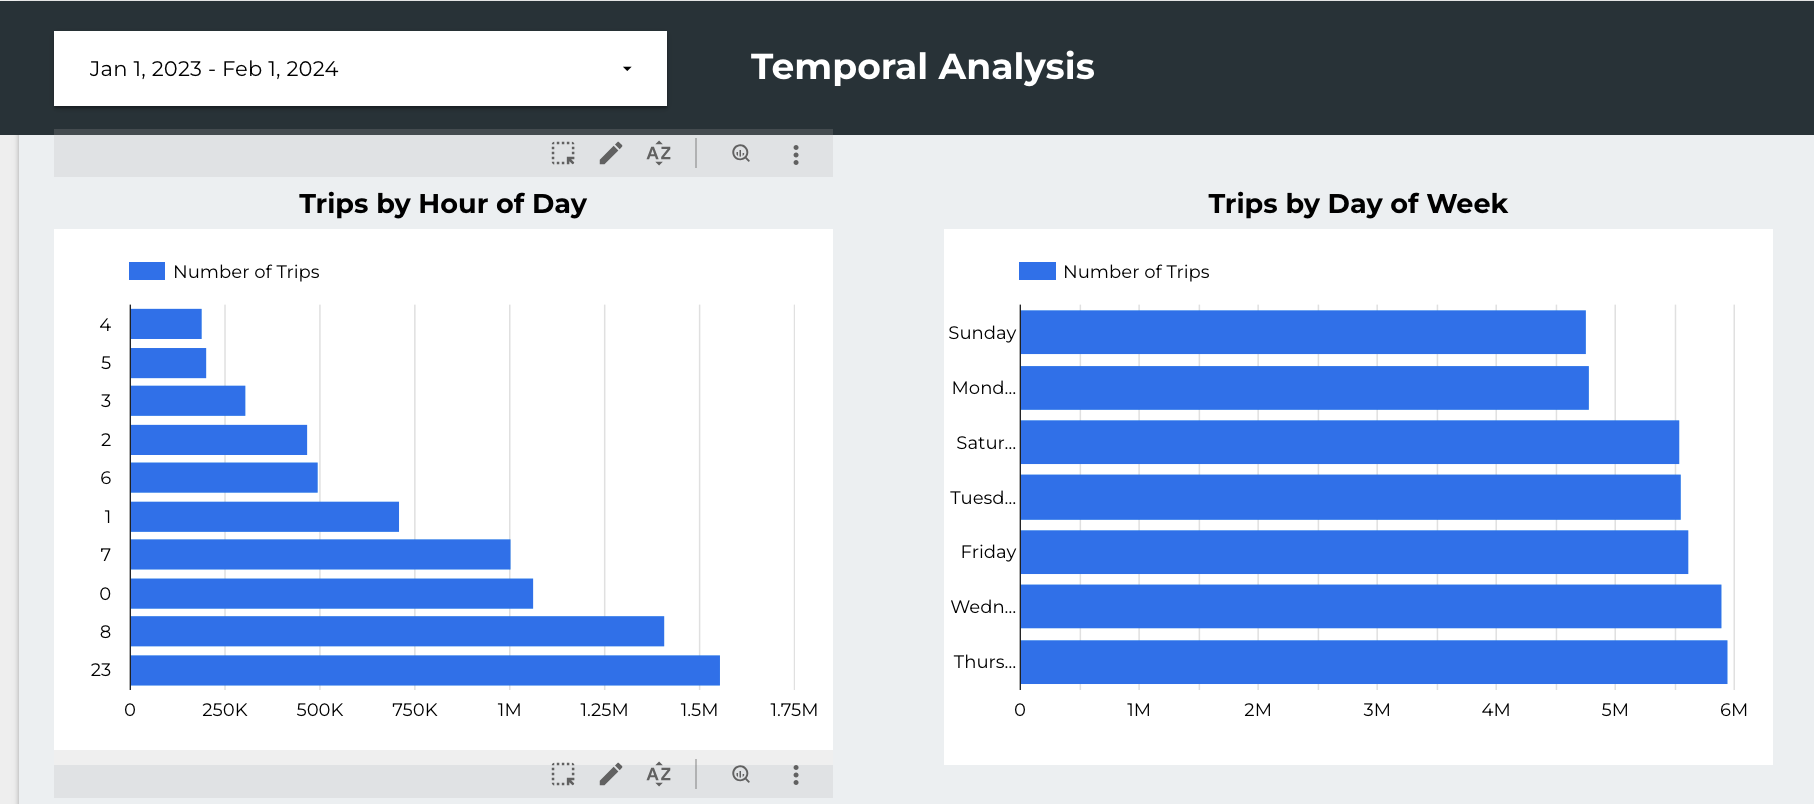 Jan 1, 2023 - Feb 1, 2024
Temporal Analysis
AZ
Trips by Hour of Day
Number of Trips
4
5
3
2
6
1
7
0
8
23
0 250K 500K 750K 1M 1.25M 1.5M 1.75M
AZ
Trips by Day of Week
Number of Trips
Sunday
Mond...
Satur...
Tuesd...
Friday
Wedn...
Thurs...
0 1M 2M 3M 4M 5M 6M